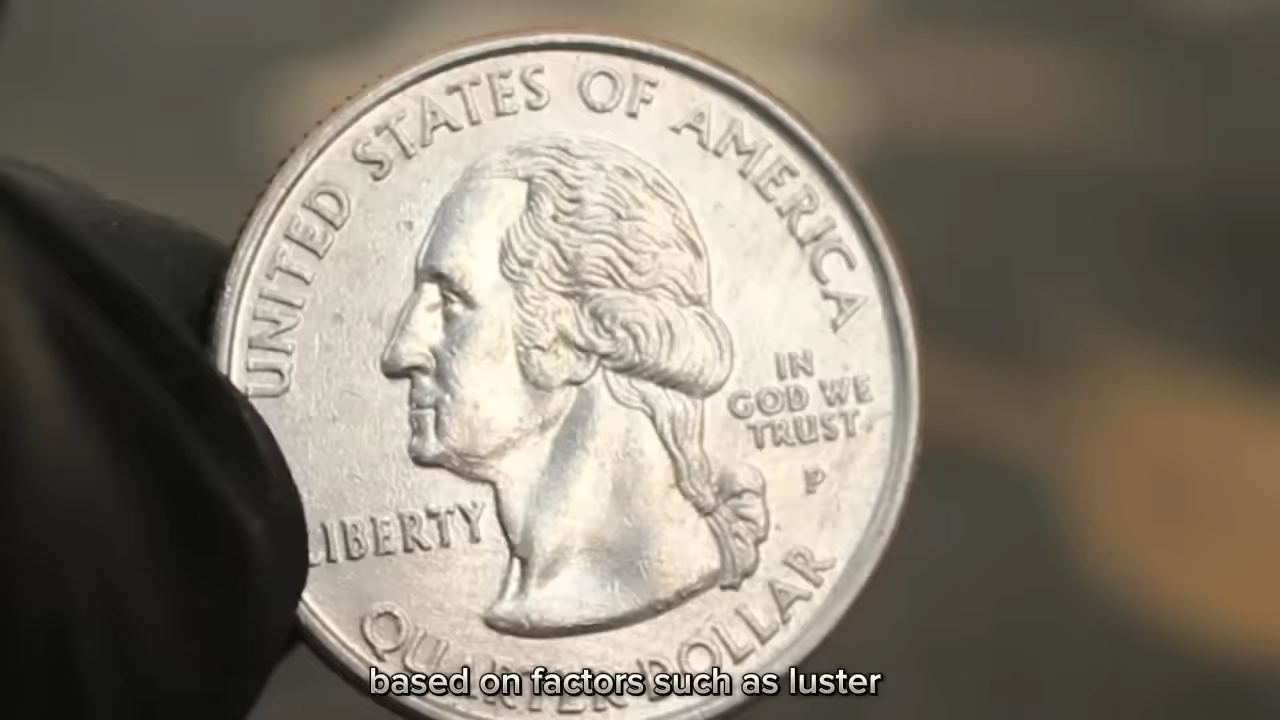 UNITED STATES OF AMERICA
IN
GOD WE
TRUST
P
LIBERTY
QUARTER DOLLAR
based on factors such as luster